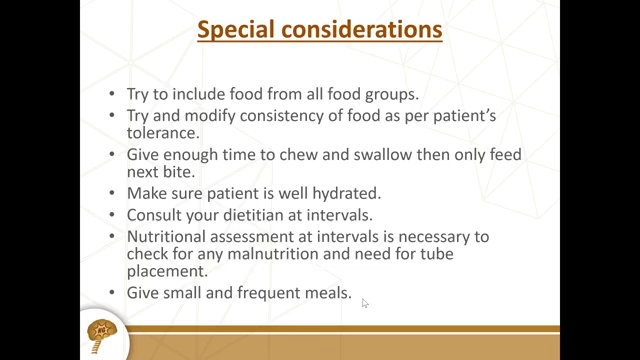 Special considerations
• Try to include food from all food groups.
• Try and modify consistency of food as per patient's
tolerance.
• Give enough time to chew and swallow then only feed
next bite.
• Make sure patient is well hydrated.
• Consult your dietitian at intervals.
• Nutritional assessment at intervals is necessary to
check for any malnutrition and need for tube
placement.
• Give small and frequent meals.